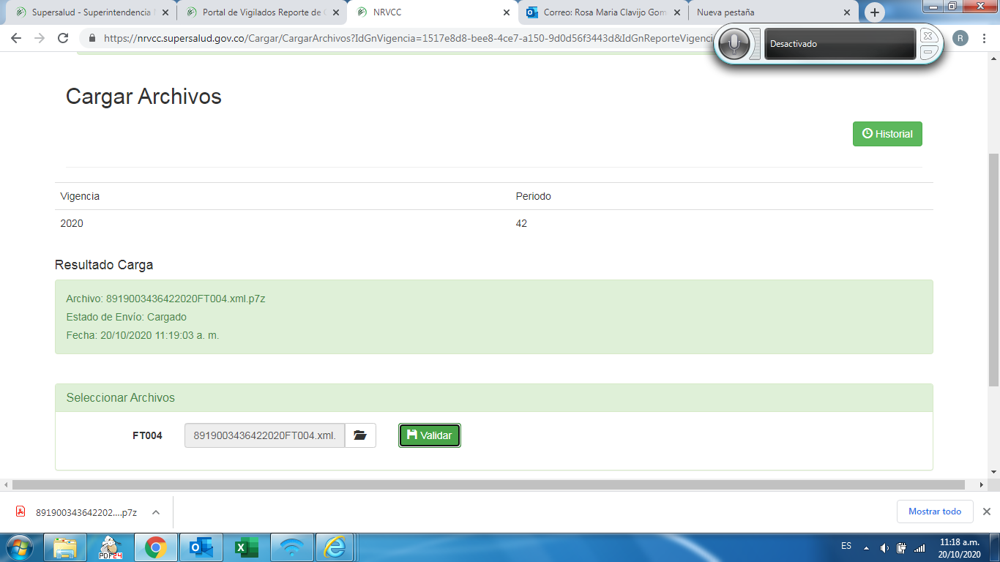 Supersalud - Superintendencia
Portal de Vigilados Reporte de
NRVCC
Correo: Rosa Maria Clavijo Gom
Nueva pestaña
https://nrvcc.supersalud.gov.co/Cargar/CargarArchivos?IdGnVigencia=1517e8d8-bee8-4ce7-a150-9d0d56f3443d&IdGnReporteVigenci
R
Desactivado
Cargar Archivos
Historial
Vigencia Periodo
2020 42
Resultado Carga
Archivo: 8919003436422020FT004.xml.p7z
Estado de Envío: Cargado
Fecha: 20/10/2020 11:19:03 a. m.
Seleccionar Archivos
FT004 8919003436422020FT004.xml. Validar
891900343642202....p7z
Mostrar todo
PDF24
ES
11:18 a.m.
20/10/2020